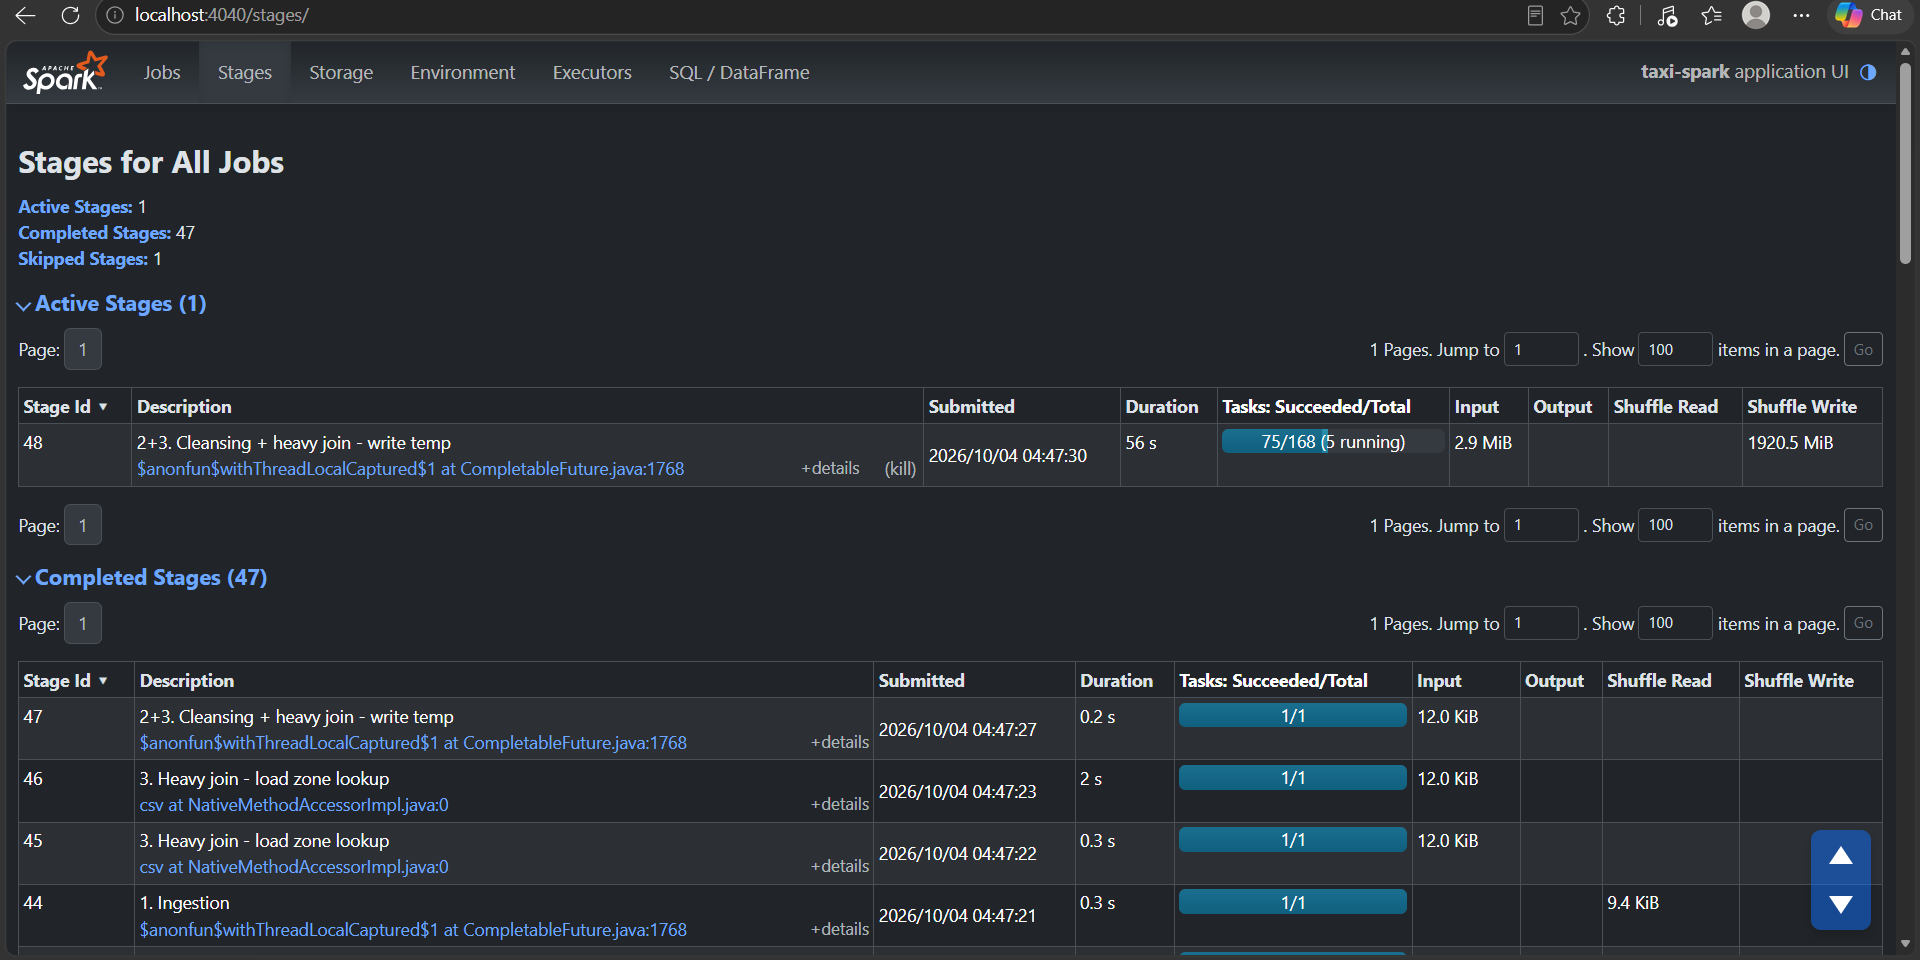 localhost:4040/stages/
Chat
APACHE
Spark
Jobs
Stages
Storage
Environment
Executors
SQL / DataFrame
taxi-spark application UI
Stages for All Jobs
Active Stages: 1
Completed Stages: 47
Skipped Stages: 1
Active Stages (1)
Page: 1
1 Pages. Jump to 1 . Show 100 items in a page. Go
Stage Id ▼ Description Submitted Duration Tasks: Succeeded/Total Input Output Shuffle Read Shuffle Write
48 2+3. Cleansing + heavy join - write temp
$anonfun$withThreadLocalCaptured$1 at CompletableFuture.java:1768 +details (kill) 2026/10/04 04:47:30 56 s 75/168 (5 running) 2.9 MiB 1920.5 MiB
Page: 1
1 Pages. Jump to 1 . Show 100 items in a page. Go
Completed Stages (47)
Page: 1
1 Pages. Jump to 1 . Show 100 items in a page. Go
Stage Id ▼ Description Submitted Duration Tasks: Succeeded/Total Input Output Shuffle Read Shuffle Write
47 2+3. Cleansing + heavy join - write temp
$anonfun$withThreadLocalCaptured$1 at CompletableFuture.java:1768 +details 2026/10/04 04:47:27 0.2 s 1/1 12.0 KiB
46 3. Heavy join - load zone lookup
csv at NativeMethodAccessorImpl.java:0 +details 2026/10/04 04:47:23 2 s 1/1 12.0 KiB
45 3. Heavy join - load zone lookup
csv at NativeMethodAccessorImpl.java:0 +details 2026/10/04 04:47:22 0.3 s 1/1 12.0 KiB
44 1. Ingestion
$anonfun$withThreadLocalCaptured$1 at CompletableFuture.java:1768 +details 2026/10/04 04:47:21 0.3 s 1/1 9.4 KiB